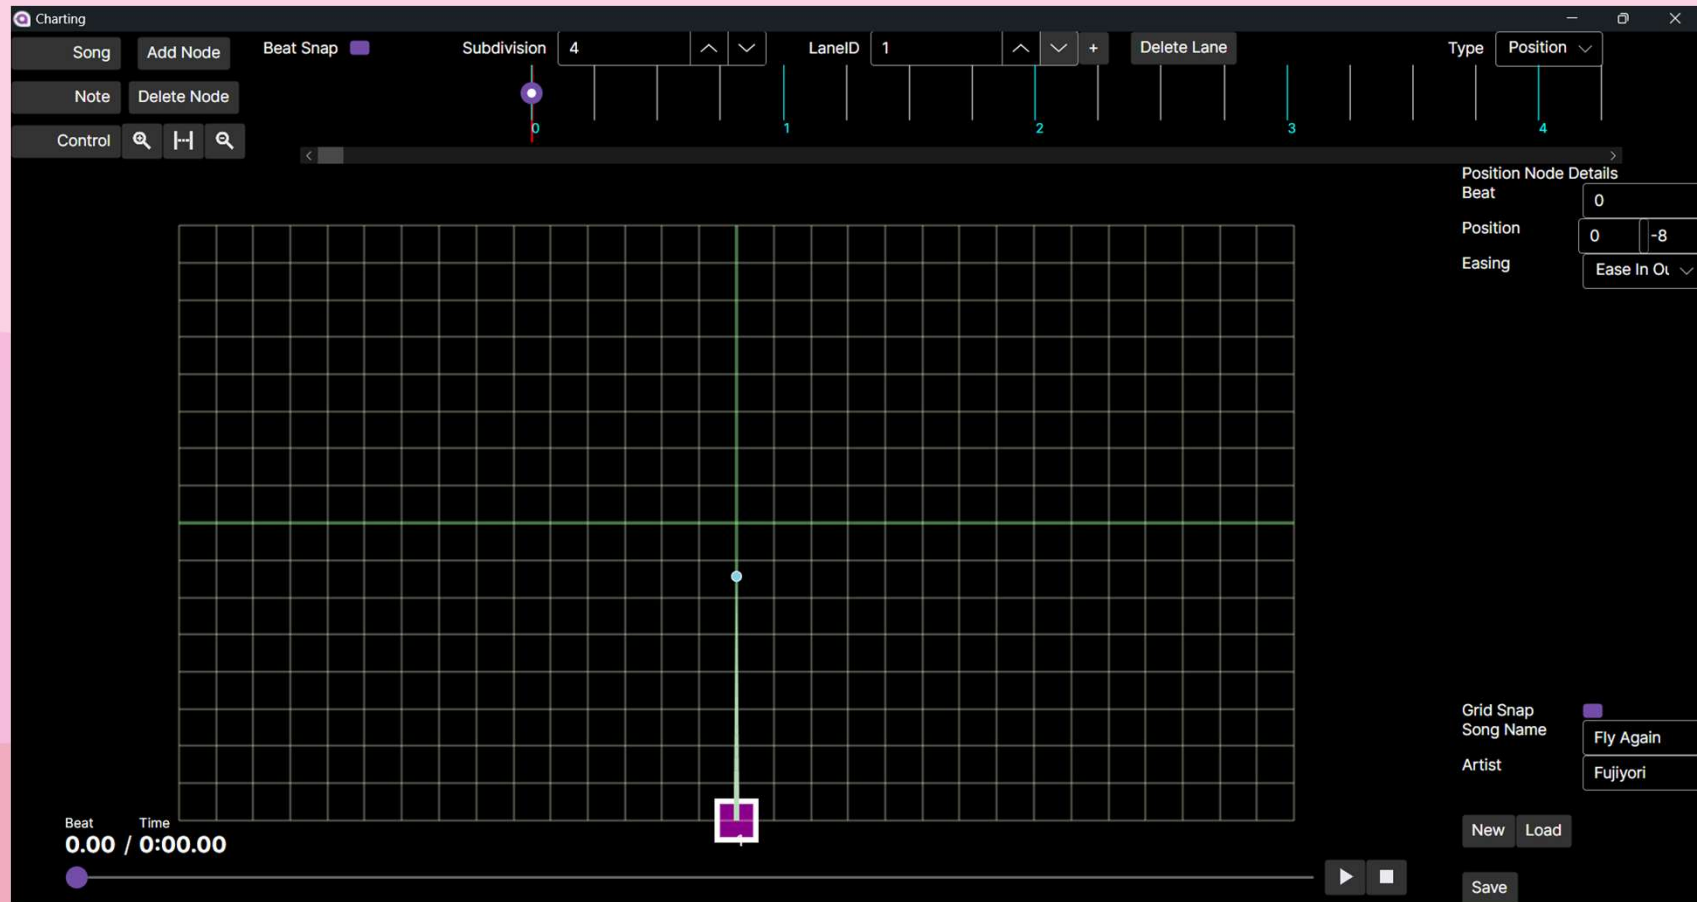 Charting
Song
Add Node
Beat Snap
Subdivision
4
LaneID
1
+
Delete Lane
Type
Position
Note
Delete Node
Control
0
1
2
3
4
Position Node Details
Beat
0
Position
0
-8
Easing
Ease In Ou
1
Grid Snap
Song Name
Fly Again
Artist
Fujiyori
Beat
Time
0.00 / 0:00.00
New
Load
Save